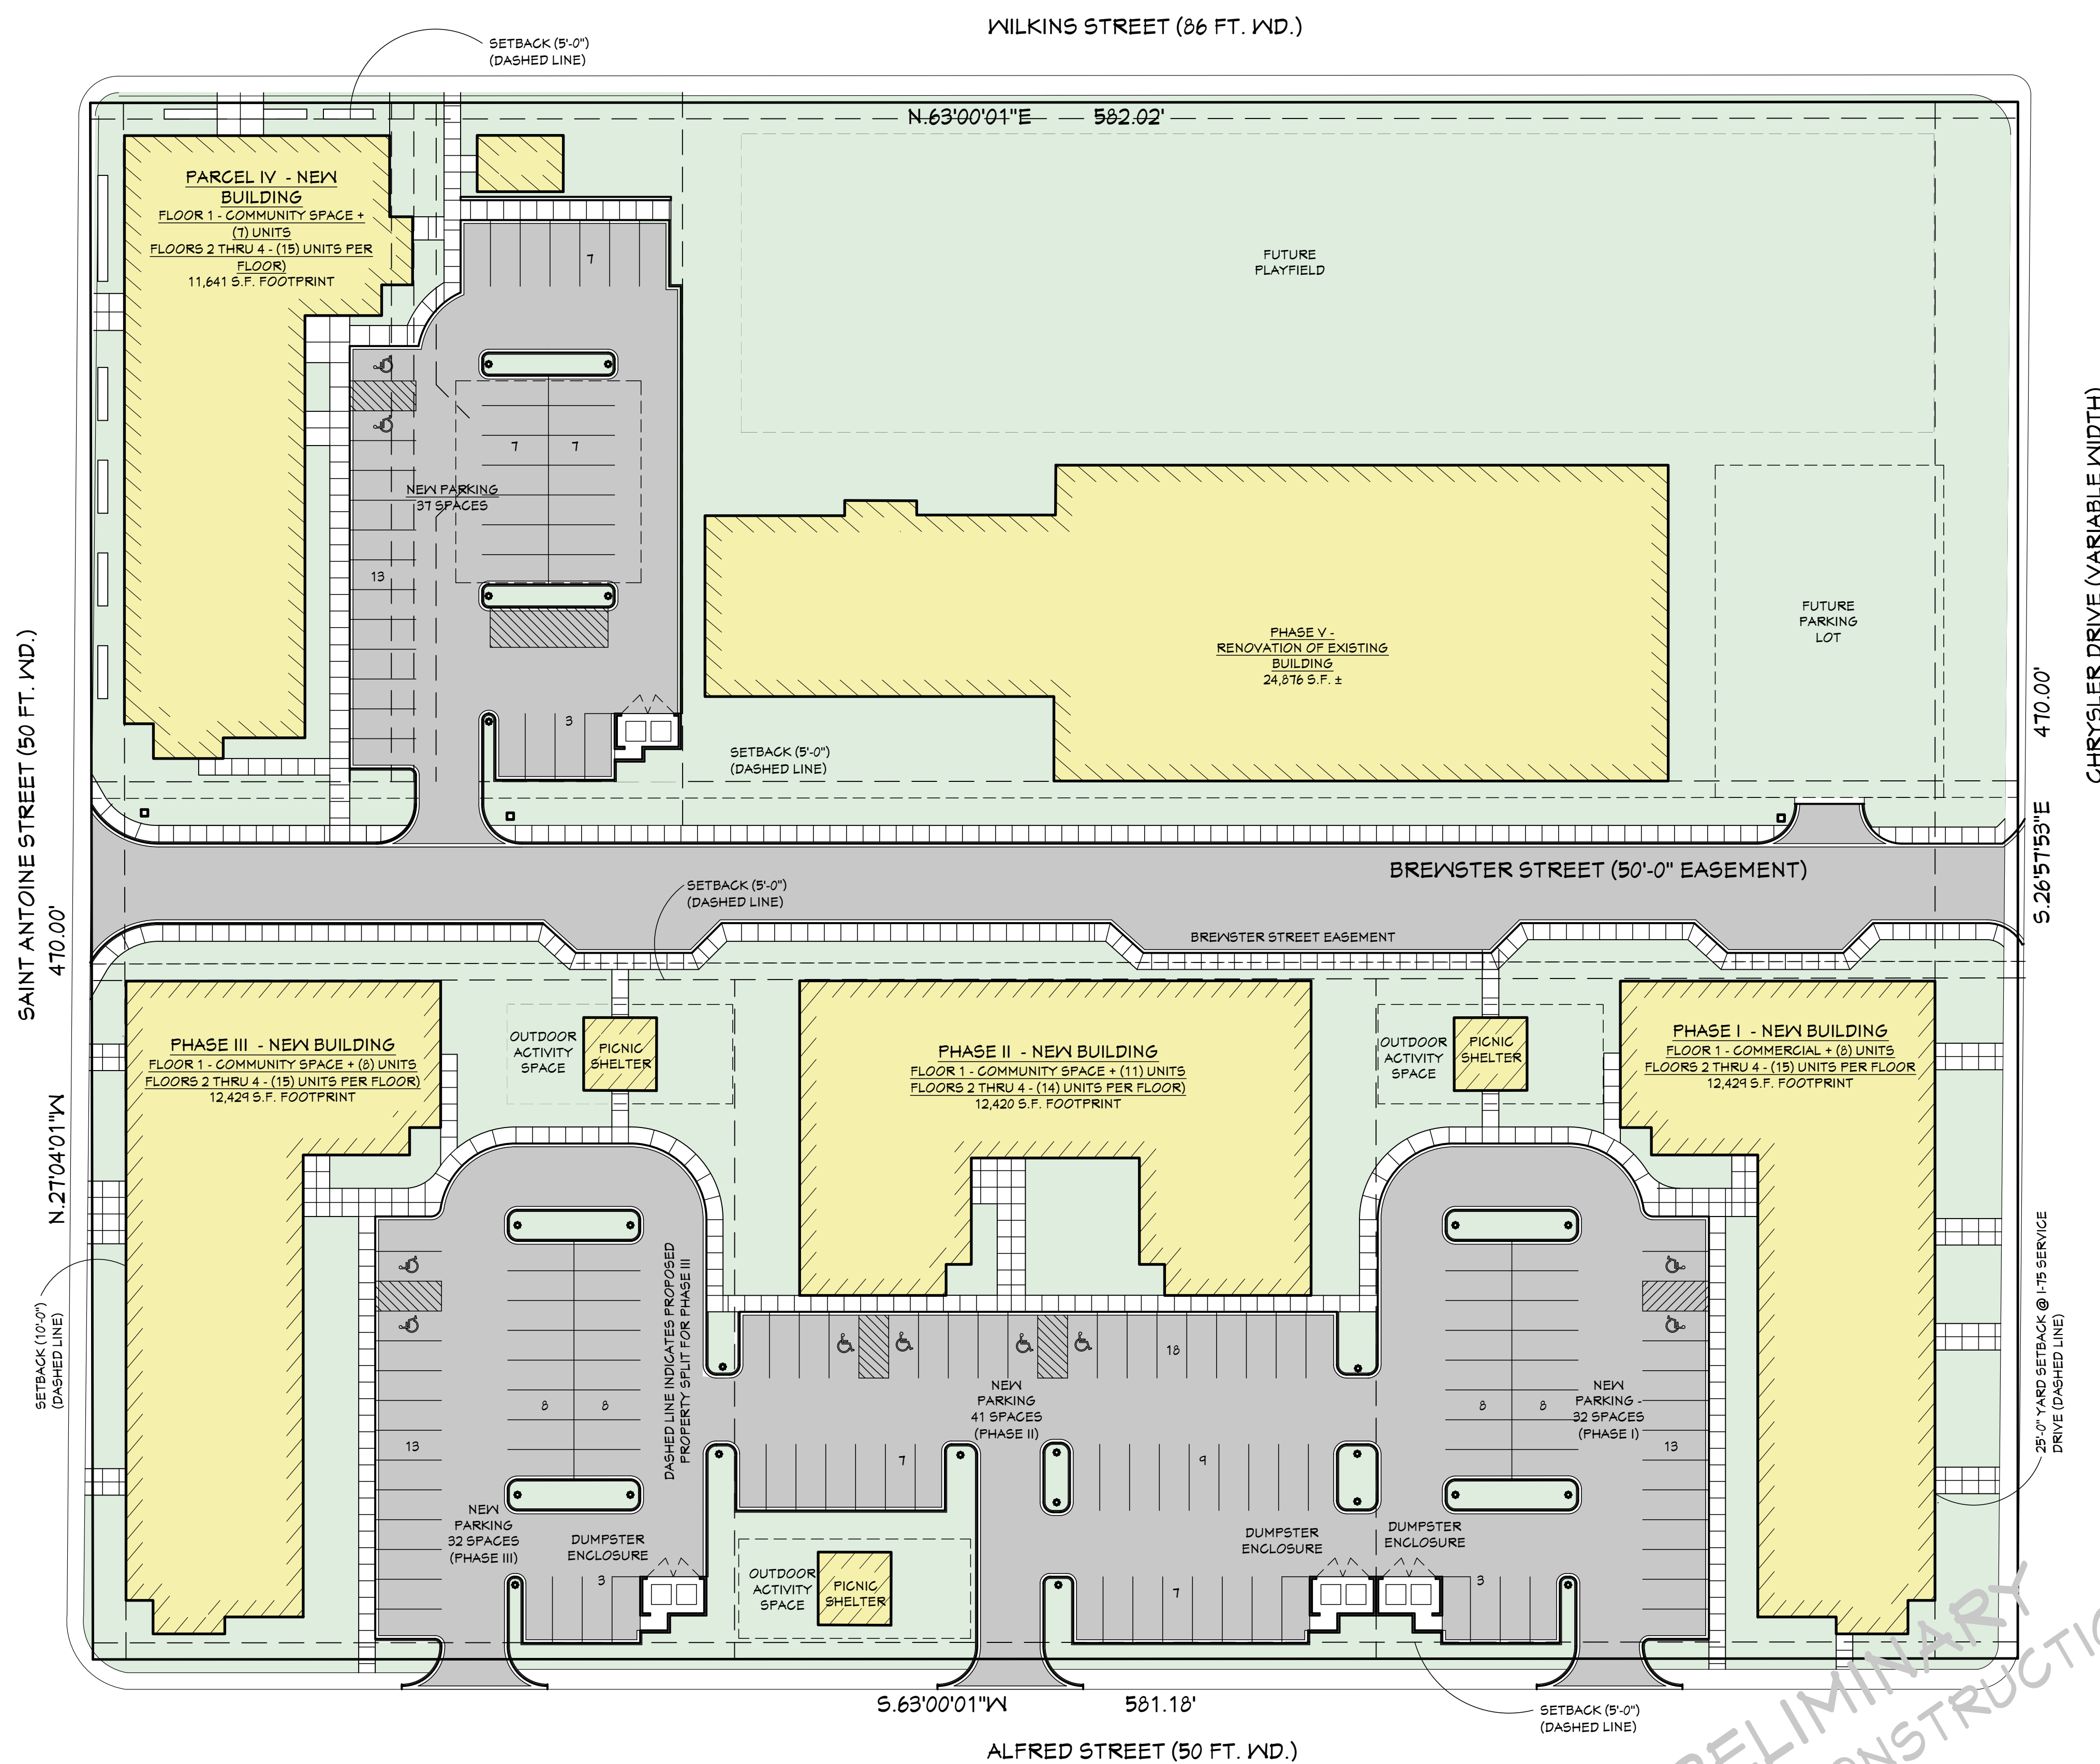 WILKINS STREET (86 FT. WD.)
SETBACK (5'-0")
(DASHED LINE)
N.63'00'01"E 582.02'
PARCEL IV - NEW
BUILDING
FLOOR 1 - COMMUNITY SPACE +
(7) UNITS
FLOORS 2 THRU 4 - (15) UNITS PER
FLOOR)
11,641 S.F. FOOTPRINT
7
FUTURE
PLAYFIELD
7 7
NEW PARKING
37 SPACES
13
3
PHASE V -
RENOVATION OF EXISTING
BUILDING
24,876 S.F. ±
FUTURE
PARKING
LOT
SETBACK (5'-0")
(DASHED LINE)
SAINT ANTOINE STREET (50 FT. WD.)
470.00'
N.27'04'01"W
CHRYSLER DRIVE (VARIABLE WIDTH)
470.00'
S.26'57'53"E
BREWSTER STREET (50'-0" EASEMENT)
SETBACK (5'-0")
(DASHED LINE)
BREWSTER STREET EASEMENT
PHASE III - NEW BUILDING
FLOOR 1 - COMMUNITY SPACE + (8) UNITS
FLOORS 2 THRU 4 - (15) UNITS PER FLOOR)
12,429 S.F. FOOTPRINT
OUTDOOR
ACTIVITY
SPACE
PICNIC
SHELTER
PHASE II - NEW BUILDING
FLOOR 1 - COMMUNITY SPACE + (11) UNITS
FLOORS 2 THRU 4 - (14) UNITS PER FLOOR)
12,420 S.F. FOOTPRINT
OUTDOOR
ACTIVITY
SPACE
PICNIC
SHELTER
PHASE I - NEW BUILDING
FLOOR 1 - COMMERCIAL + (8) UNITS
FLOORS 2 THRU 4 - (15) UNITS PER FLOOR
12,429 S.F. FOOTPRINT
SETBACK (10'-0")
(DASHED LINE)
DASHED LINE INDICATES PROPOSED
PROPERTY SPLIT FOR PHASE III
25'-0" YARD SETBACK @ I-75 SERVICE
DRIVE (DASHED LINE)
8 8
13
18
NEW
PARKING
41 SPACES
(PHASE II)
7
9
8 8
NEW
PARKING -
32 SPACES
(PHASE I)
13
NEW
PARKING
32 SPACES
(PHASE III)
DUMPSTER
ENCLOSURE
3
OUTDOOR
ACTIVITY
SPACE
PICNIC
SHELTER
DUMPSTER
ENCLOSURE
DUMPSTER
ENCLOSURE
7
3
S.63'00'01"W 581.18'
SETBACK (5'-0")
(DASHED LINE)
ALFRED STREET (50 FT. WD.)